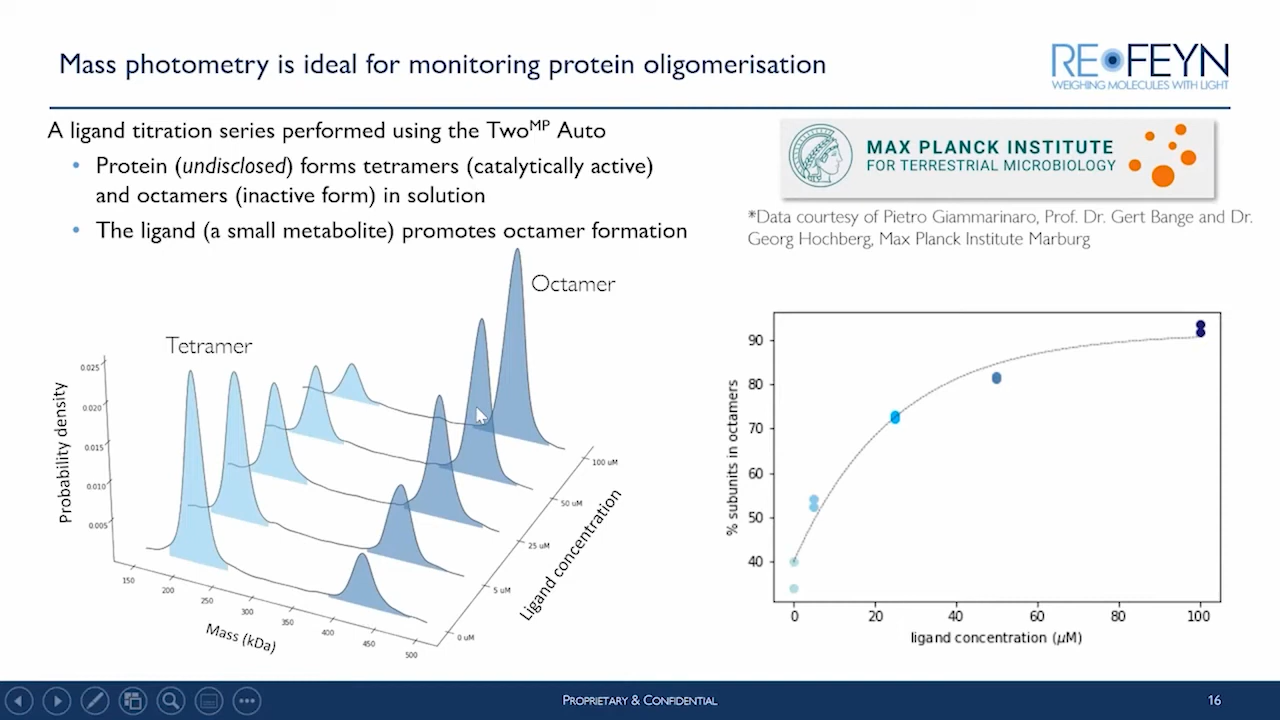 Mass photometry is ideal for monitoring protein oligomerisation
REFEYN
WEIGHING MOLECULES WITH LIGHT
A ligand titration series performed using the TwoMP Auto
• Protein (undisclosed) forms tetramers (catalytically active)
and octamers (inactive form) in solution
• The ligand (a small metabolite) promotes octamer formation
MAX PLANCK INSTITUTE
FOR TERRESTRIAL MICROBIOLOGY
*Data courtesy of Pietro Giammarinaro, Prof. Dr. Gert Bange and Dr.
Georg Hochberg, Max Planck Institute Marburg
Octamer
Tetramer
Probability density
0.025
0.020
0.015
0.010
0.005
150
200
250
300
350
400
450
500
Mass (kDa)
100 uM
50 uM
25 uM
5 uM
0 uM
Ligand concentration
% subunits in octamers
90
80
70
60
50
40
0 20 40 60 80 100
ligand concentration (μM)
PROPRIETARY & CONFIDENTIAL
16